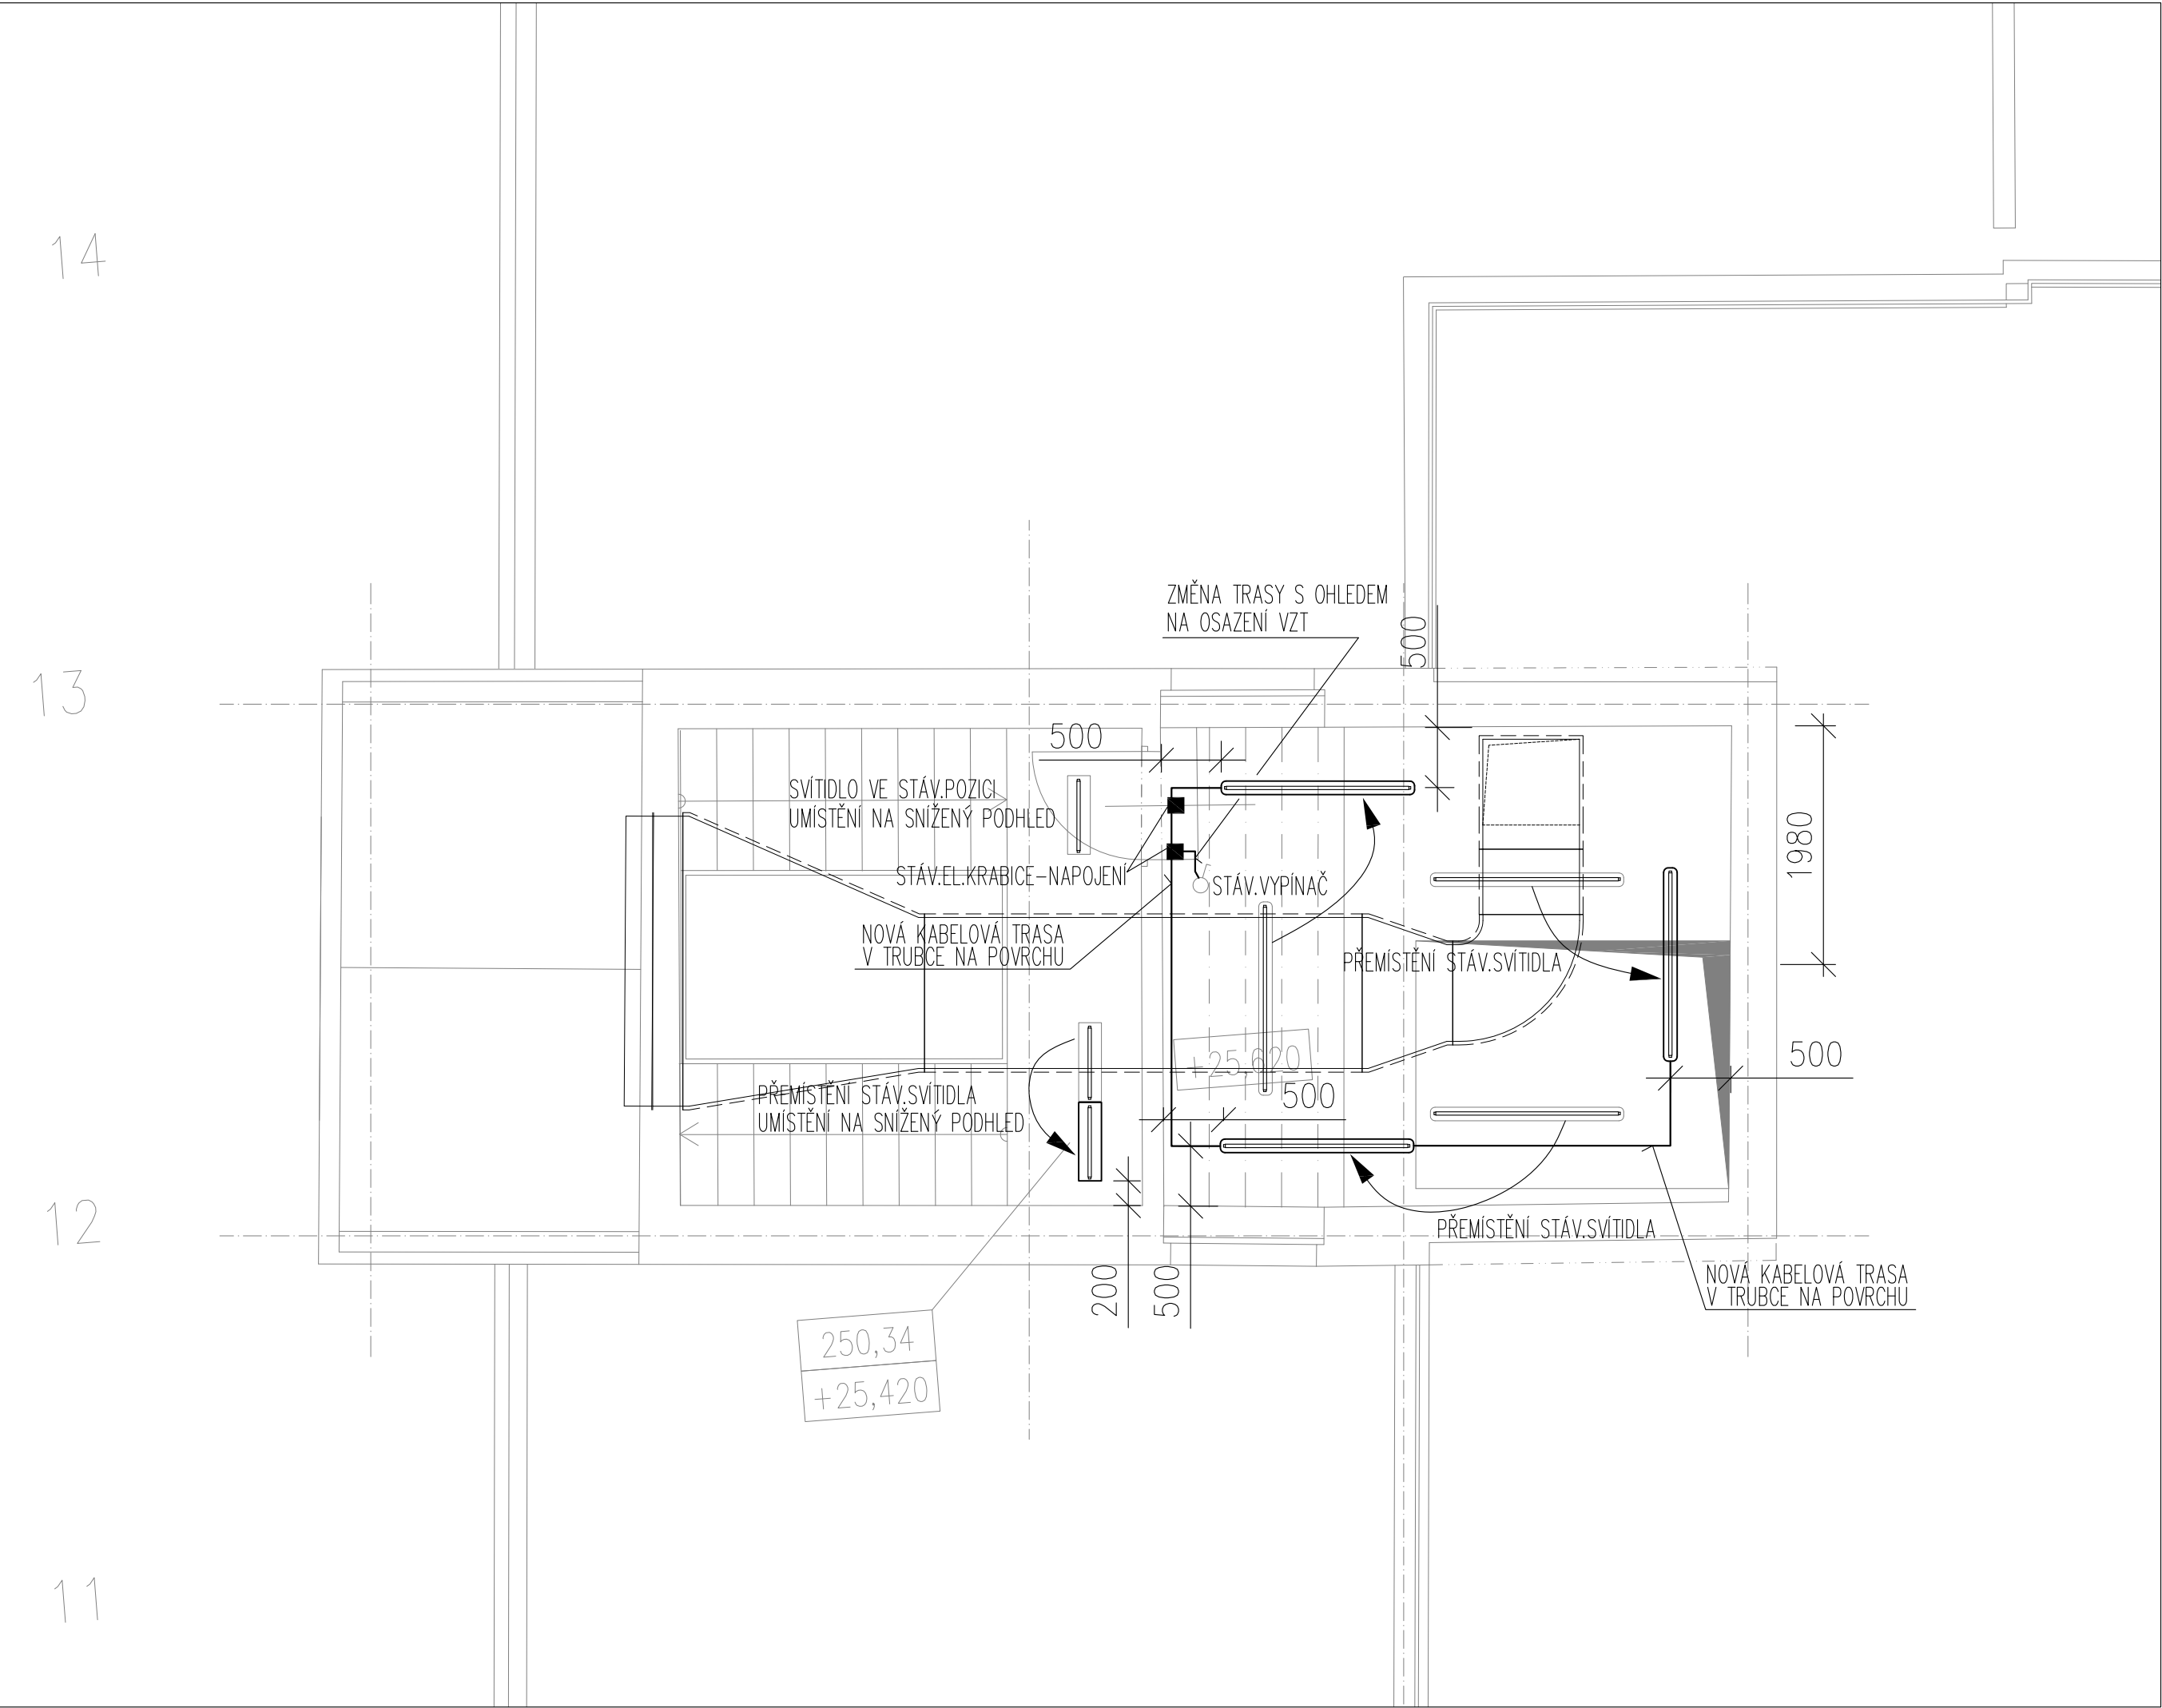 14
ZMĚNA TRASY S OHLEDEM
NA OSAZENÍ VZT
500
13
500
SVÍTIDLO VE STÁV.POZICI
UMÍSTĚNÍ NA SNÍŽENÝ PODHLED
1980
STÁV.EL.KRABICE-NAPOJENÍ
STÁV.VYPÍNAČ
NOVÁ KABELOVÁ TRASA
V TRUBCE NA POVRCHU
PŘEMÍSTĚNÍ STÁV.SVÍTIDLA
+25,620
500
500
PŘEMÍSTĚNÍ STÁV.SVÍTIDLA
UMÍSTĚNÍ NA SNÍŽENÝ PODHLED
12
PŘEMÍSTĚNÍ STÁV.SVÍTIDLA
200
500
NOVÁ KABELOVÁ TRASA
V TRUBCE NA POVRCHU
250,34
+25,420
11